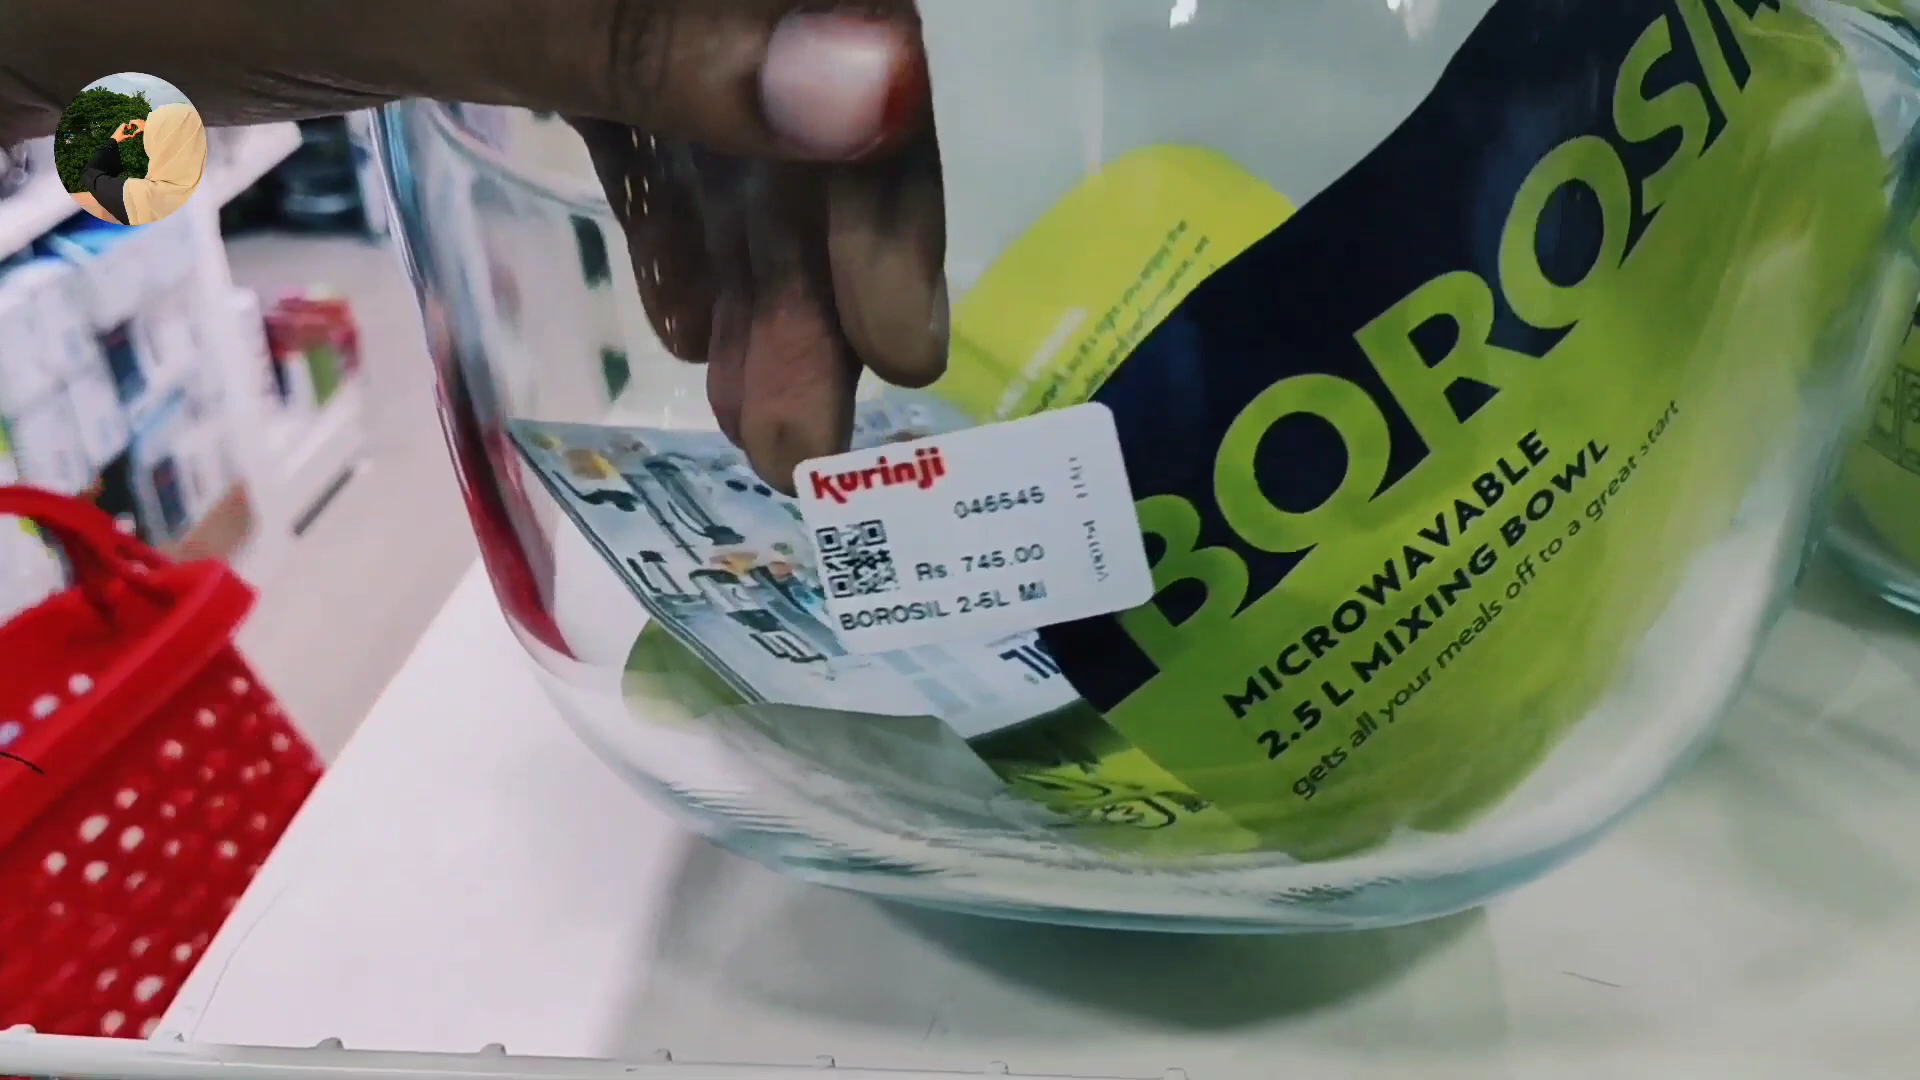 kurinji
046545
Rs. 745.00
BOROSIL 2-5L MI
BOROSIL
MICROWAVABLE
2.5 L MIXING BOWL
gets all your meals off to a great start